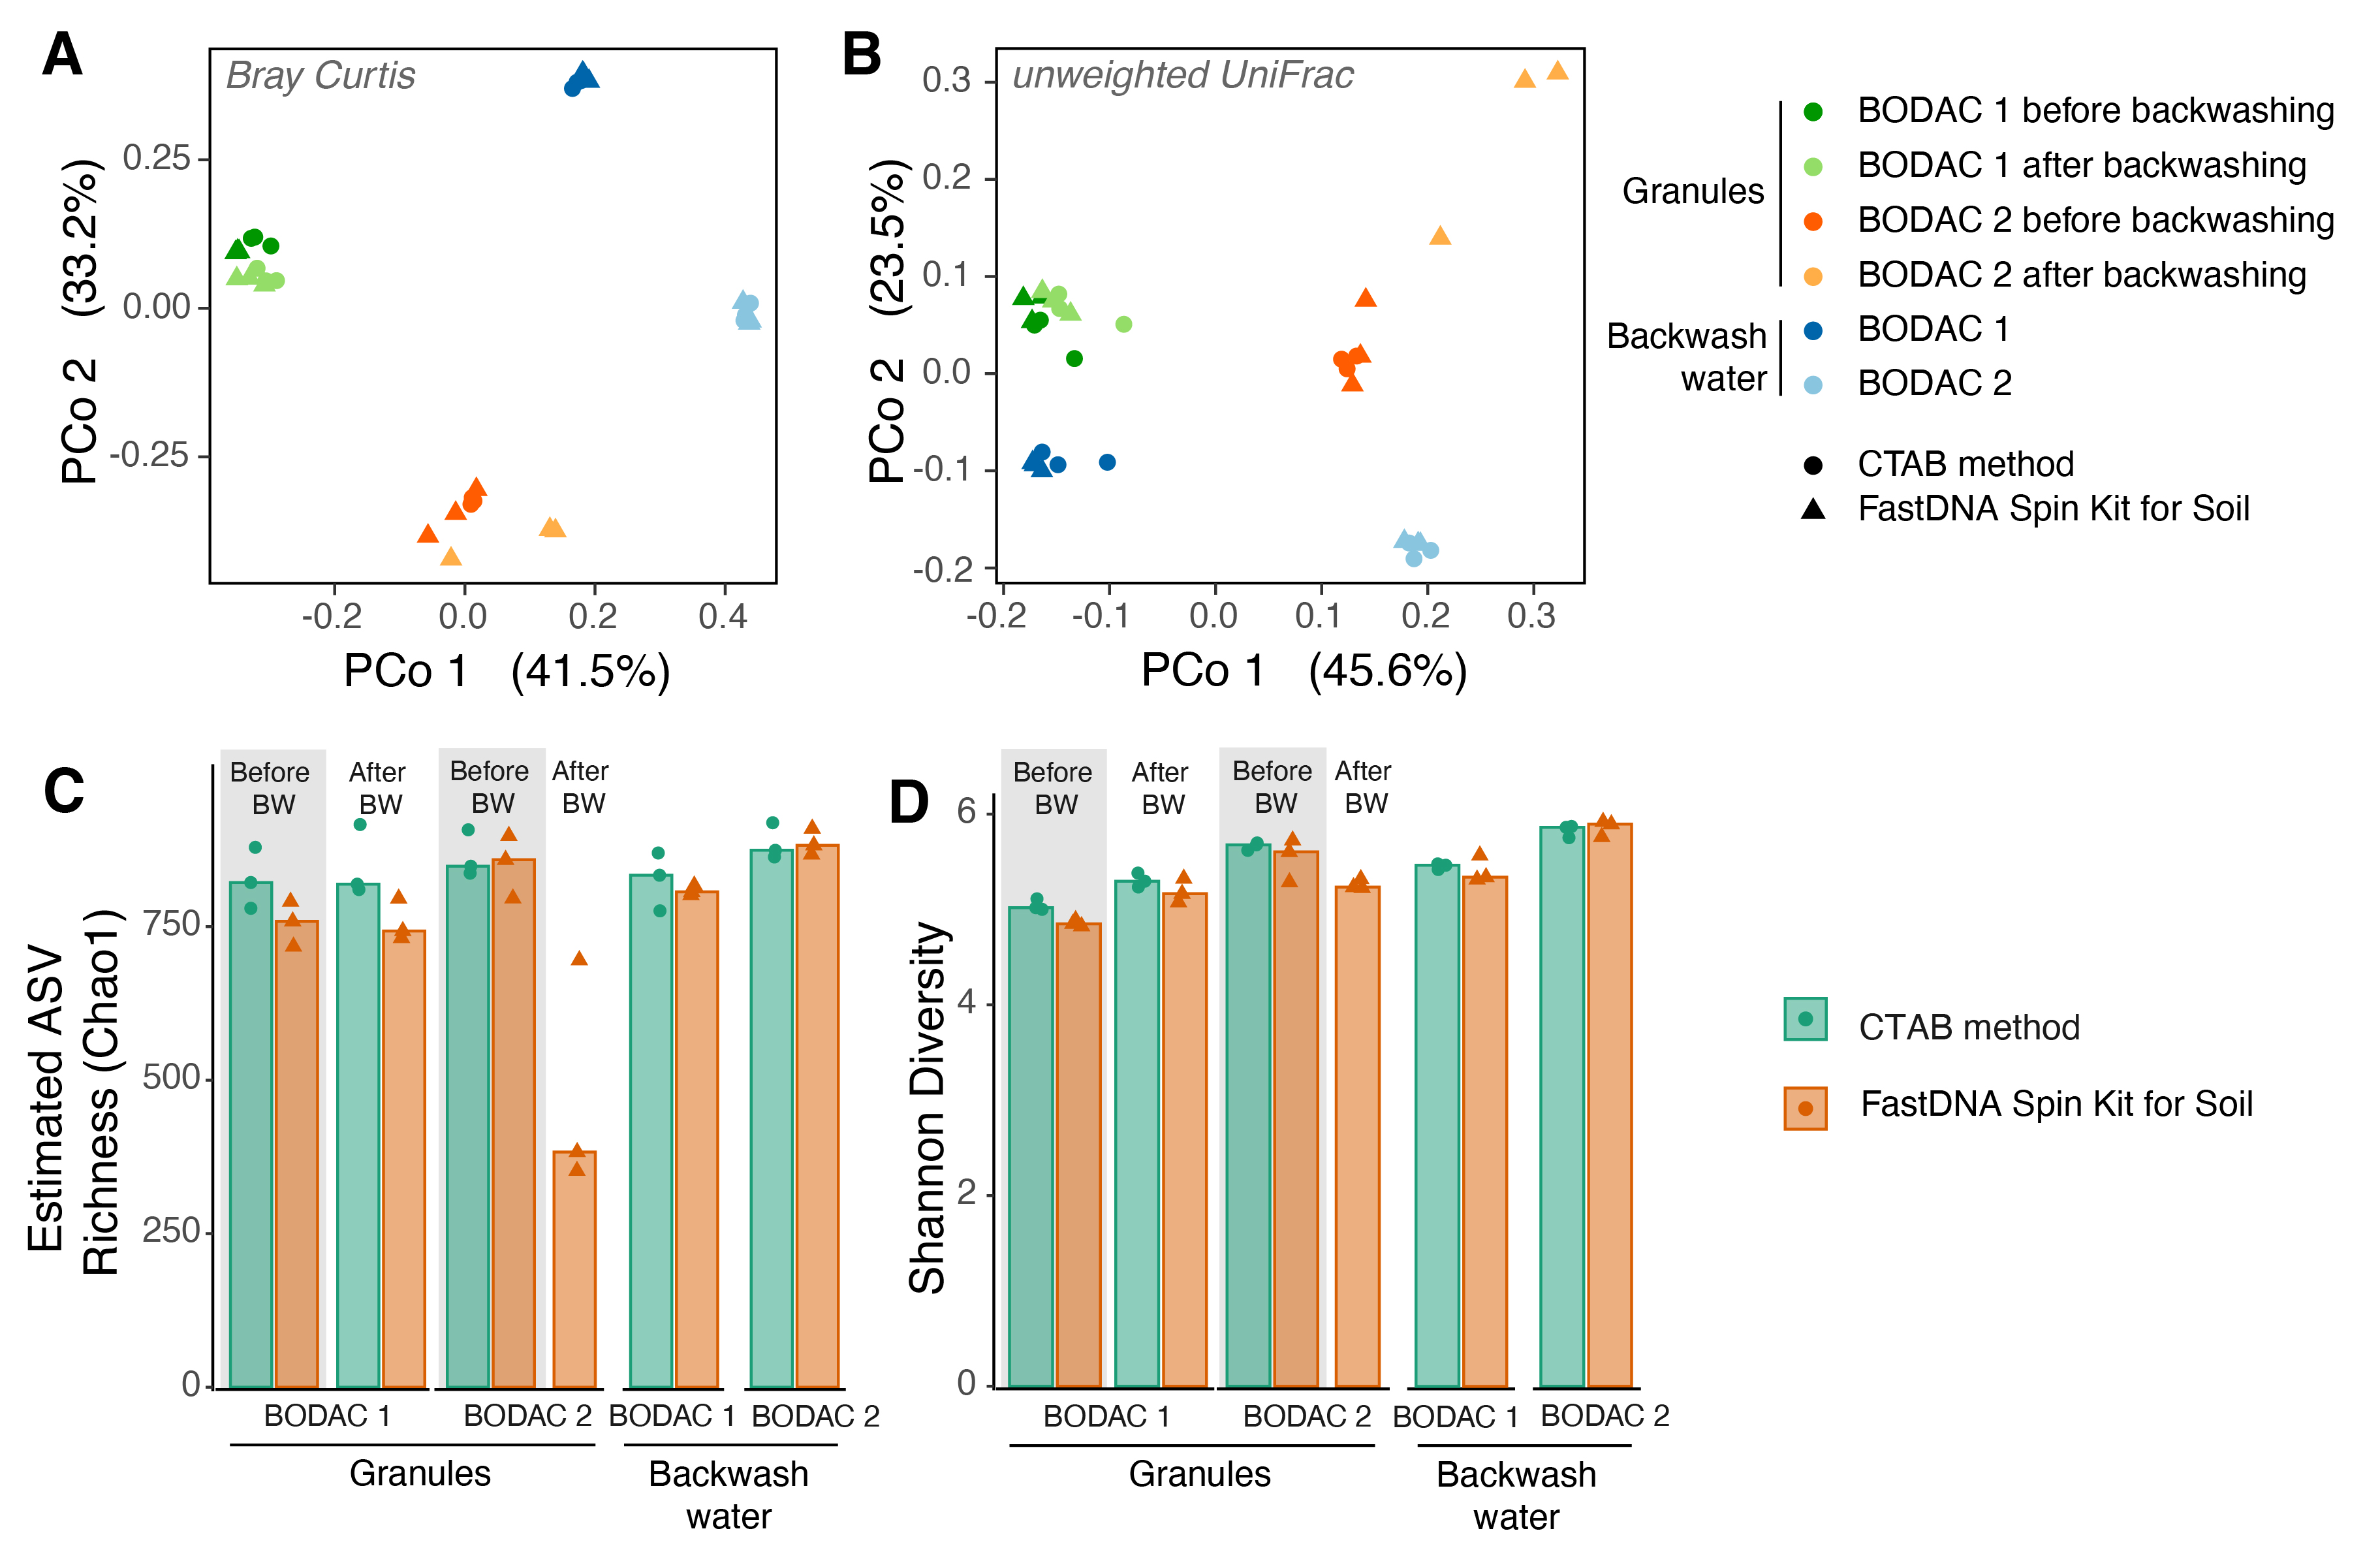 A
Bray Curtis
0.25
0.00
-0.25
PCo 2 (33.2%)
-0.2
0.0
0.2
0.4
PCo 1 (41.5%)
B
unweighted UniFrac
0.3
0.2
0.1
0.0
-0.1
-0.2
PCo 2 (23.5%)
-0.2
-0.1
0.0
0.1
0.2
0.3
PCo 1 (45.6%)
Granules
BODAC 1 before backwashing
BODAC 1 after backwashing
BODAC 2 before backwashing
BODAC 2 after backwashing
Backwash
water
BODAC 1
BODAC 2
CTAB method
FastDNA Spin Kit for Soil
C
Estimated ASV
Richness (Chao1)
750
500
250
0
Before
BW
After
BW
Before
BW
After
BW
BODAC 1
BODAC 2
BODAC 1
BODAC 2
Granules
Backwash
water
D
Shannon Diversity
6
4
2
0
Before
BW
After
BW
Before
BW
After
BW
BODAC 1
BODAC 2
BODAC 1
BODAC 2
Granules
Backwash
water
CTAB method
FastDNA Spin Kit for Soil